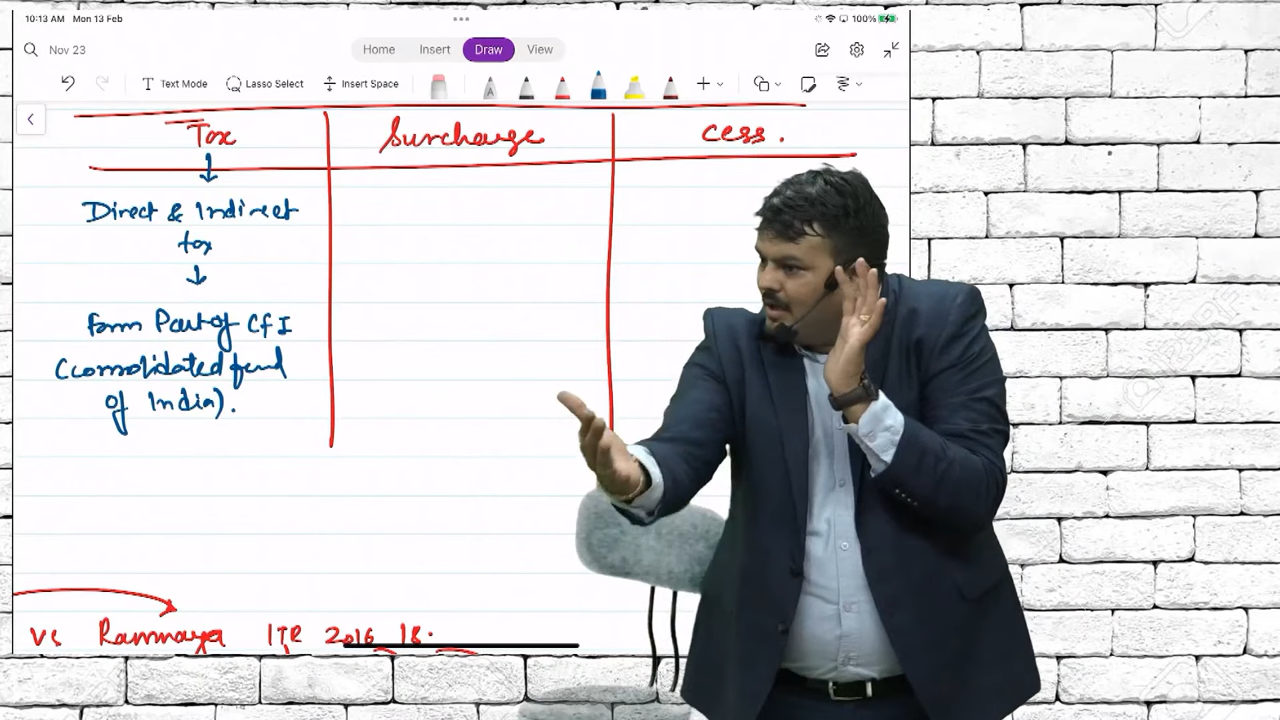 10:13 AM Mon 13 Feb
100%
Nov 23
Home Insert Draw View
Text Mode Lasso Select Insert Space
Tax Surcharge Cess.
Direct & Indirect
tax
Form Part of CFI
(Consolidated fund
of India).
vs Rammaya ITR 2016 18.